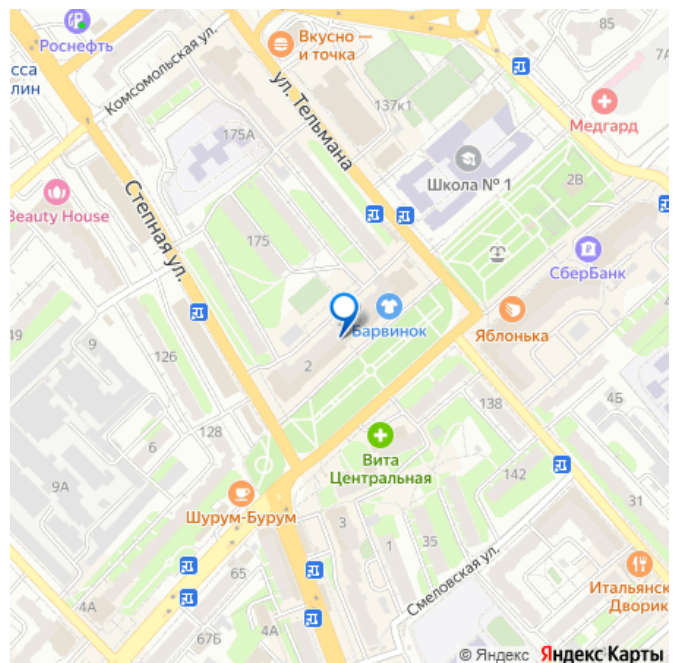 Роснефть
Вкусно —
и точка
85
7А
сса
лин
Комсомольская ул.
ул. Тельмана
137к1
Медгард
175А
Школа № 1
2В
Beauty House
Степная ул.
175
СберБанк
Барвинок
Яблонька
49
9
126
2
4Б
138
128
6
Вита
Центральная
142
9А
Шурум-Бурум
31
3
1
35
Смеловская ул.
65
Итальянск
Дворик
4А
4А
67Б
© Яндекс Яндекс Карты